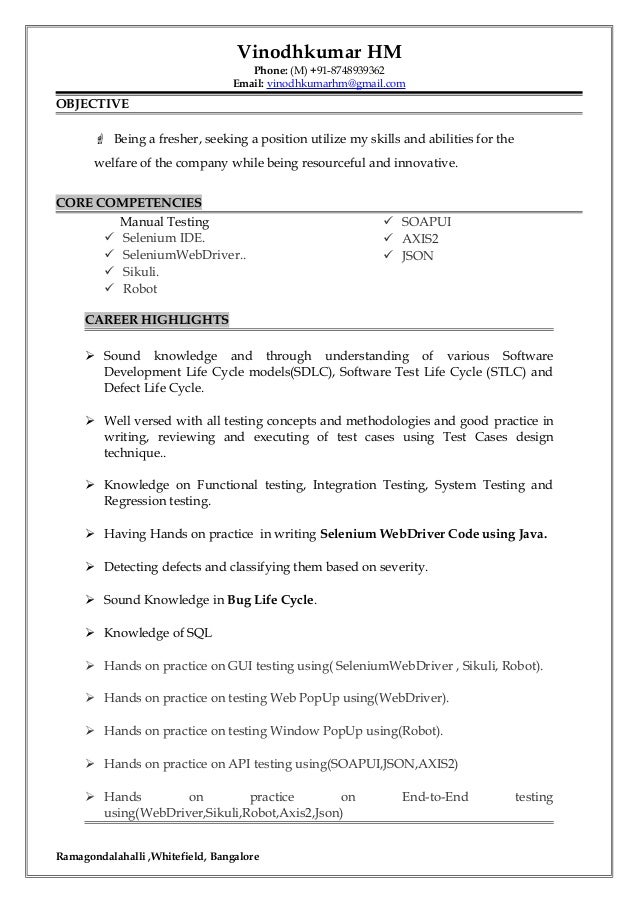 Vinodhkumar HM
Phone: (M) +91-8748939362
Email: vinodhkumarhm@gmail.com
OBJECTIVE
Being a fresher, seeking a position utilize my skills and abilities for the
welfare of the company while being resourceful and innovative.
CORE COMPETENCIES
Manual Testing
✓ Selenium IDE.
✓ SeleniumWebDriver..
✓ Sikuli.
✓ Robot
✓ SOAPUI
✓ AXIS2
✓ JSON
CAREER HIGHLIGHTS
➢ Sound knowledge and through understanding of various Software
Development Life Cycle models(SDLC), Software Test Life Cycle (STLC) and
Defect Life Cycle.
➢ Well versed with all testing concepts and methodologies and good practice in
writing, reviewing and executing of test cases using Test Cases design
technique..
➢ Knowledge on Functional testing, Integration Testing, System Testing and
Regression testing.
➢ Having Hands on practice in writing Selenium WebDriver Code using Java.
➢ Detecting defects and classifying them based on severity.
➢ Sound Knowledge in Bug Life Cycle.
➢ Knowledge of SQL
➢ Hands on practice on GUI testing using( SeleniumWebDriver , Sikuli, Robot).
➢ Hands on practice on testing Web PopUp using(WebDriver).
➢ Hands on practice on testing Window PopUp using(Robot).
➢ Hands on practice on API testing using(SOAPUI,JSON,AXIS2)
➢ Hands on practice on End-to-End testing
using(WebDriver,Sikuli,Robot,Axis2,Json)
Ramagondalahalli ,Whitefield, Bangalore